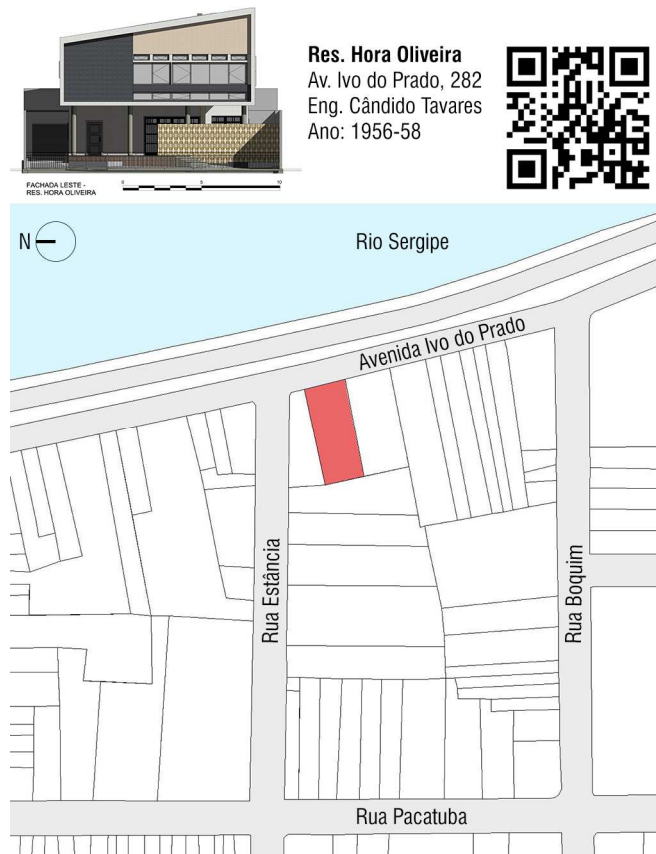 Res. Hora Oliveira
Av. Ivo do Prado, 282
Eng. Cândido Tavares
Ano: 1956-58
FACHADA LESTE -
RES. HORA OLIVEIRA
0 5 10
N
Rio Sergipe
Avenida Ivo do Prado
Rua Estância
Rua Boquim
Rua Pacatuba